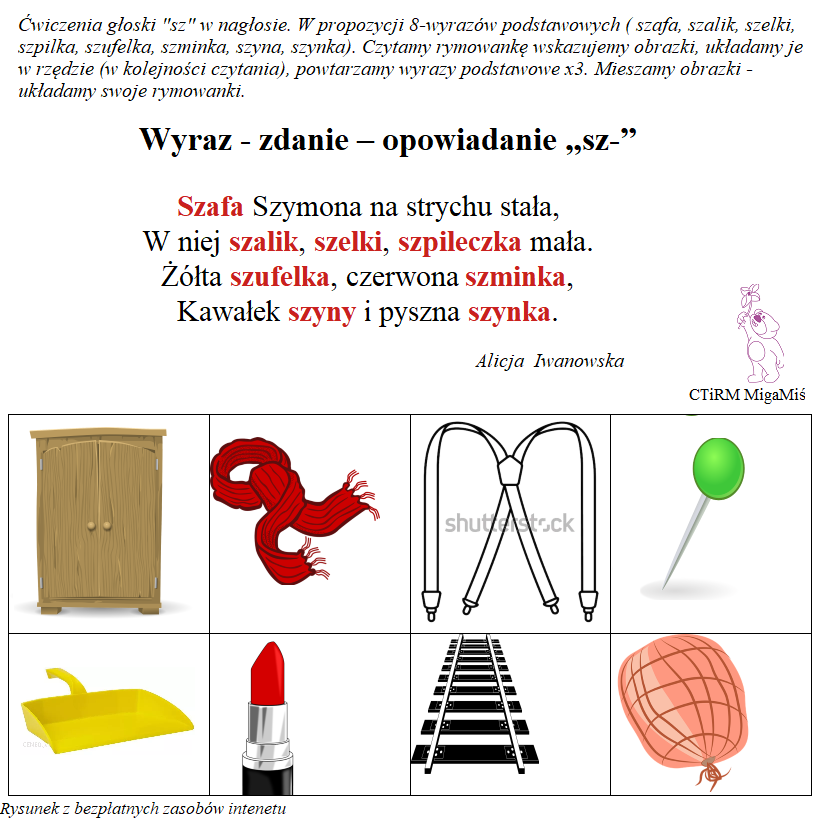 Ćwiczenia głoski "sz" w nagłosie. W propozycji 8-wyrazów podstawowych ( szafa, szalik, szelki,
szpilka, szufelka, szminka, szyna, szynka). Czytamy rymowankę wskazujemy obrazki, układamy je
w rzędzie (w kolejności czytania), powtarzamy wyrazy podstawowe x3. Mieszamy obrazki -
układamy swoje rymowanki.
Wyraz - zdanie – opowiadanie „sz-”
Szafa Szymona na strychu stała,
W niej szalik, szelki, szpileczka mała.
Żółta szufelka, czerwona szminka,
Kawałek szyny i pyszna szynka.
Alicja Iwanowska
CTiRM MigaMiś
shutterstock
Rysunek z bezpłatnych zasobów intenetu